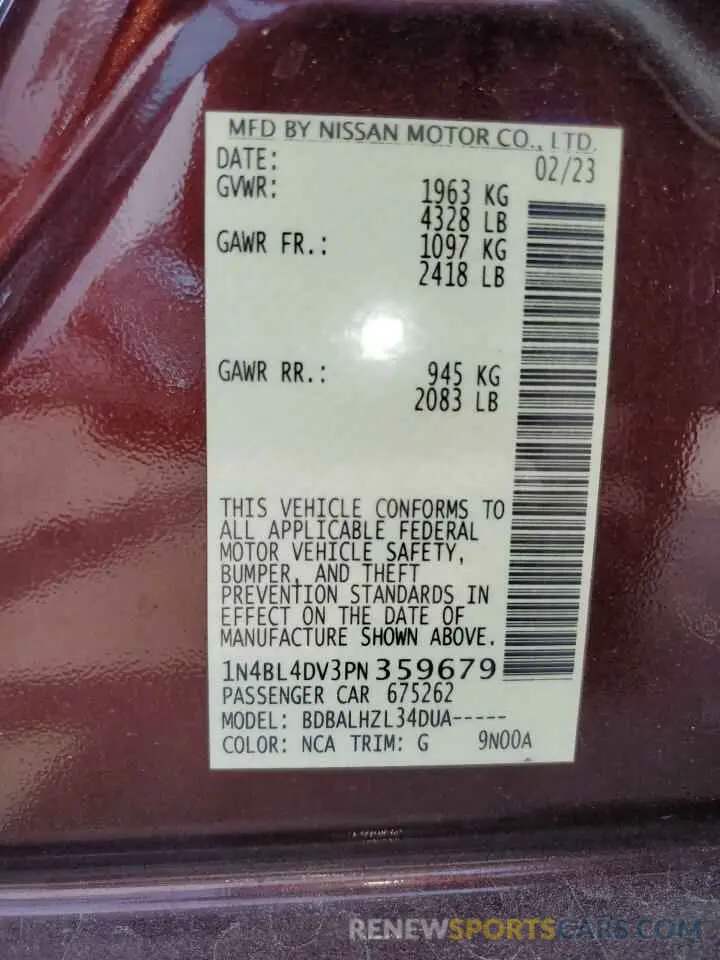 MFD BY NISSAN MOTOR CO., LTD.
DATE: 02/23
GVWR: 1963 KG
4328 LB
GAWR FR.: 1097 KG
2418 LB
GAWR RR.: 945 KG
2083 LB
THIS VEHICLE CONFORMS TO
ALL APPLICABLE FEDERAL
MOTOR VEHICLE SAFETY,
BUMPER, AND THEFT
PREVENTION STANDARDS IN
EFFECT ON THE DATE OF
MANUFACTURE SHOWN ABOVE.
1N4BL4DV3PN359679
PASSENGER CAR 675262
MODEL: BDBALHZL34DUA-----
COLOR: NCA TRIM: G 9N00A
RENEWSPORTSCARS.COM